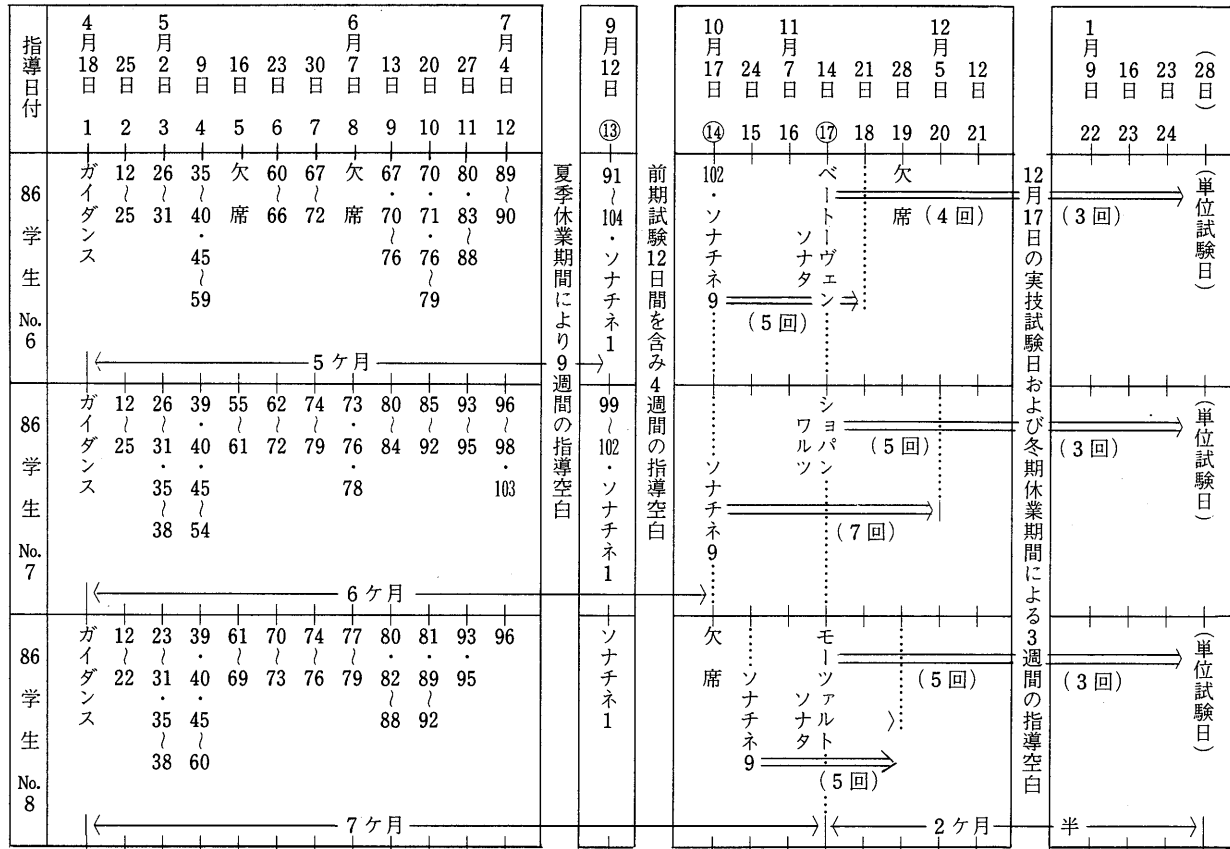 指導日付
4月18日 25日 5月2日 9日 16日 23日 30日 6月7日 13日 20日 27日 7月4日
1 2 3 4 5 6 7 8 9 10 11 12
9月12日
⑬
10月17日 24日 11月7日 14日 21日 28日 12月5日 12日
⑭ 15 16 ⑰ 18 19 20 21
1月9日 16日 23日 (28日)
22 23 24
夏季休業期間により9週間の指導空白
前期試験12日間を含み4週間の指導空白
12月17日の実技試験日および冬期休業期間による3週間の指導空白
86学生No.6
ガイダンス
12〜25
26〜31
35〜40・45〜59
欠席
60〜66
67〜72
欠席
67・70〜76
70・71・76〜79
80・83〜88
89〜90
91〜104・ソナチネ1
102・ソナチネ9
(5回)
ベートーヴェン
ソナタ
欠席
(4回)
(3回)
(単位試験日)
5ケ月
86学生No.7
ガイダンス
12〜25
26〜31・35〜38
39・40・45〜54
55〜61
62〜72
74〜79
73・76・78
80〜84
85〜92
93〜95
96〜98・103
99〜102・ソナチネ1
ソナチネ9
(7回)
ショパン
ワルツ
(5回)
(3回)
(単位試験日)
6ケ月
86学生No.8
ガイダンス
12〜22
23〜31・35〜38
39・40・45〜60
61〜69
70〜73
74〜76
77〜79
80・82〜88
81・89〜92
93・95
96
ソナチネ1
欠席
ソナチネ9
(5回)
モーツァルト
ソナタ
(5回)
(3回)
(単位試験日)
7ケ月
2ケ月半